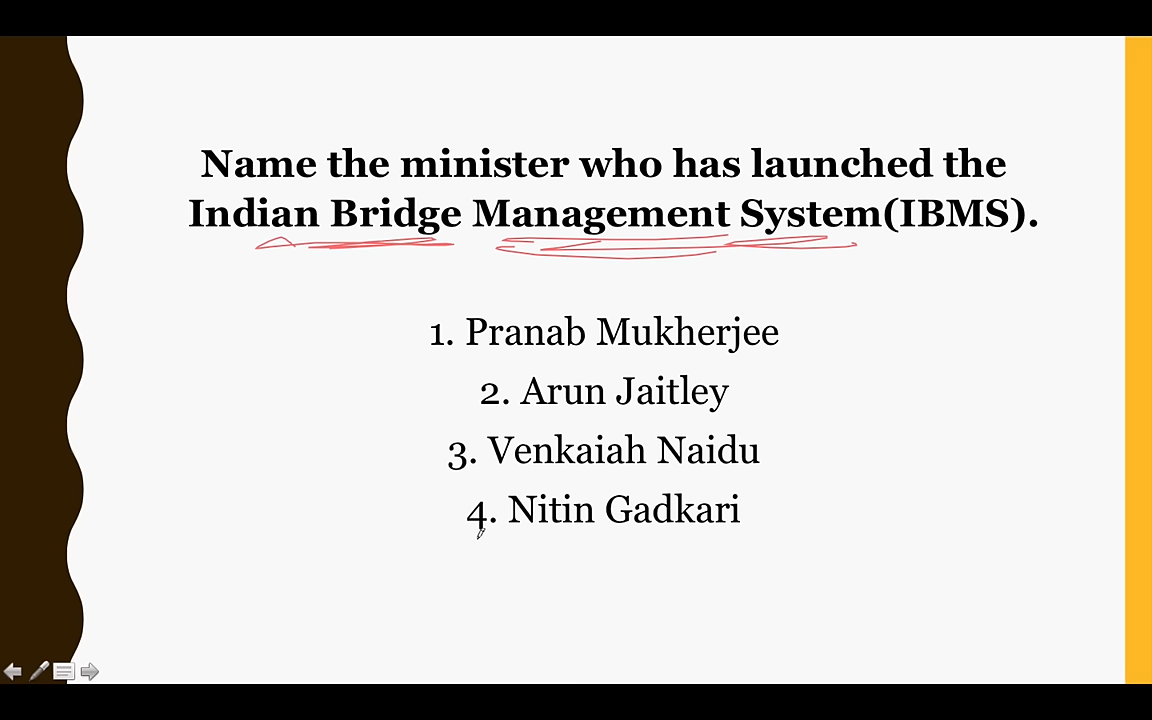 Name the minister who has launched the
Indian Bridge Management System(IBMS).
1. Pranab Mukherjee
2. Arun Jaitley
3. Venkaiah Naidu
4. Nitin Gadkari